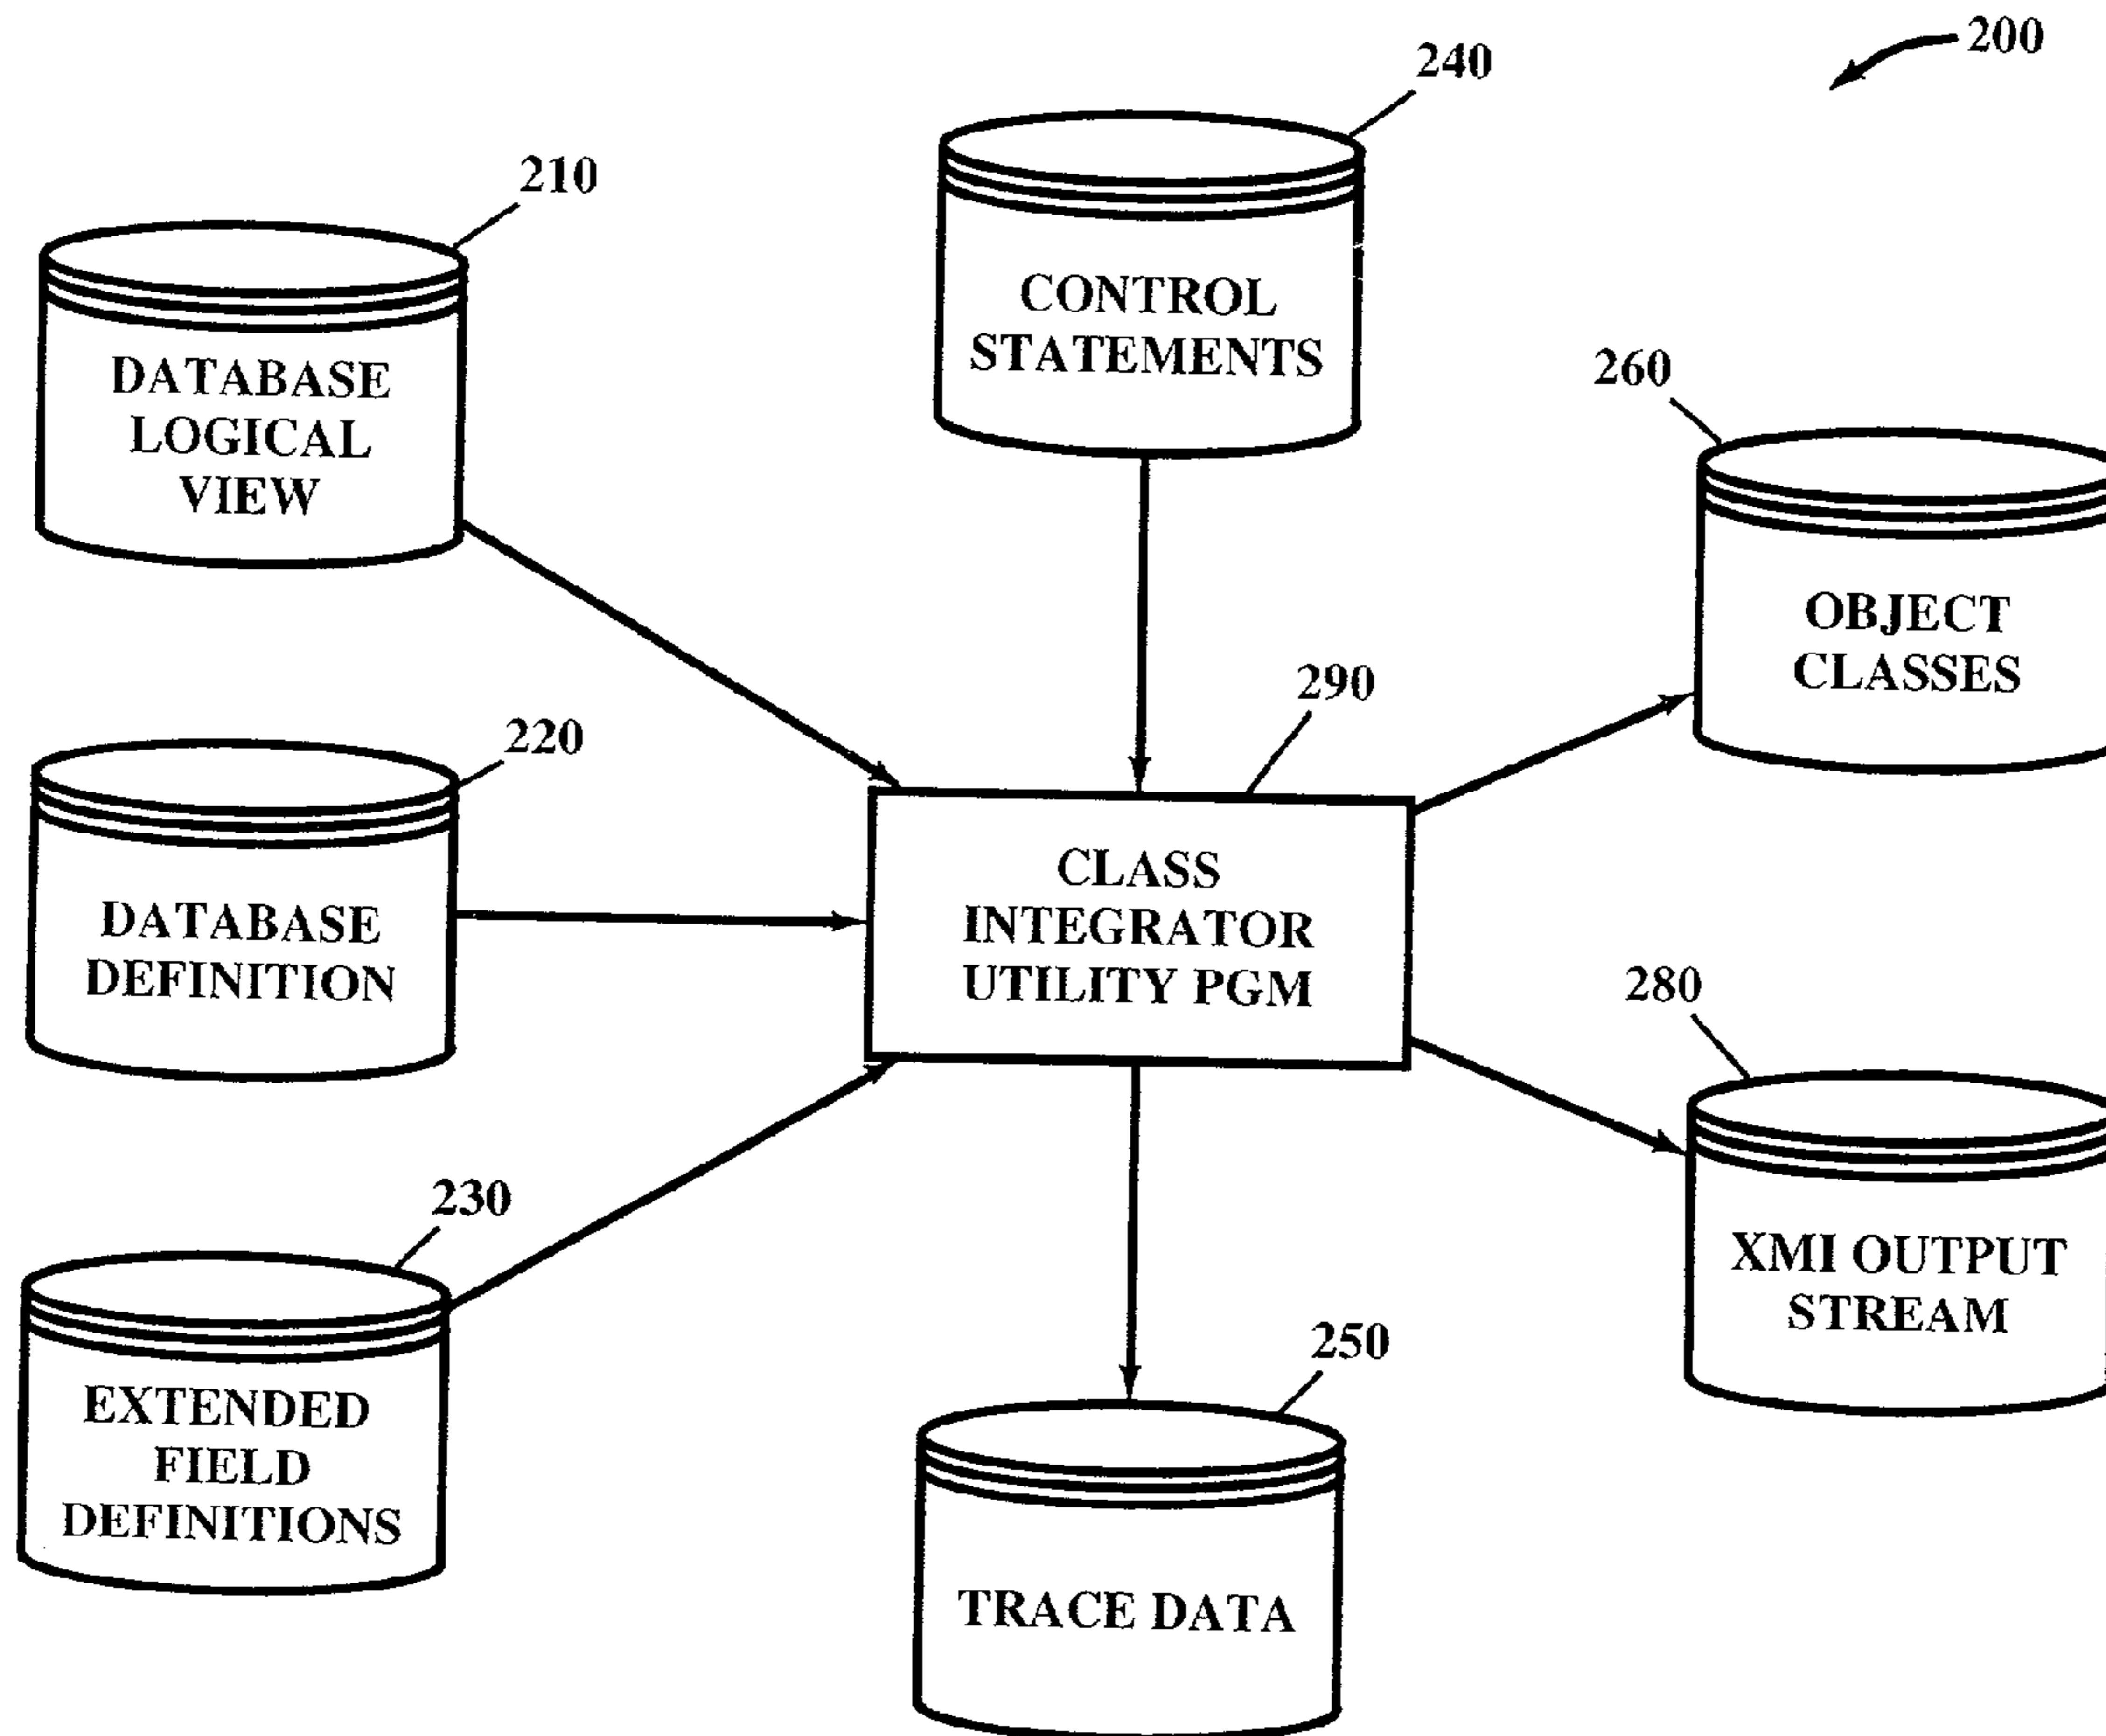 200
240
210
CONTROL
STATEMENTS
DATABASE
LOGICAL
VIEW
260
OBJECT
CLASSES
290
220
CLASS
INTEGRATOR
UTILITY PGM
DATABASE
DEFINITION
280
230
XMI OUTPUT
STREAM
250
EXTENDED
FIELD
DEFINITIONS
TRACE DATA